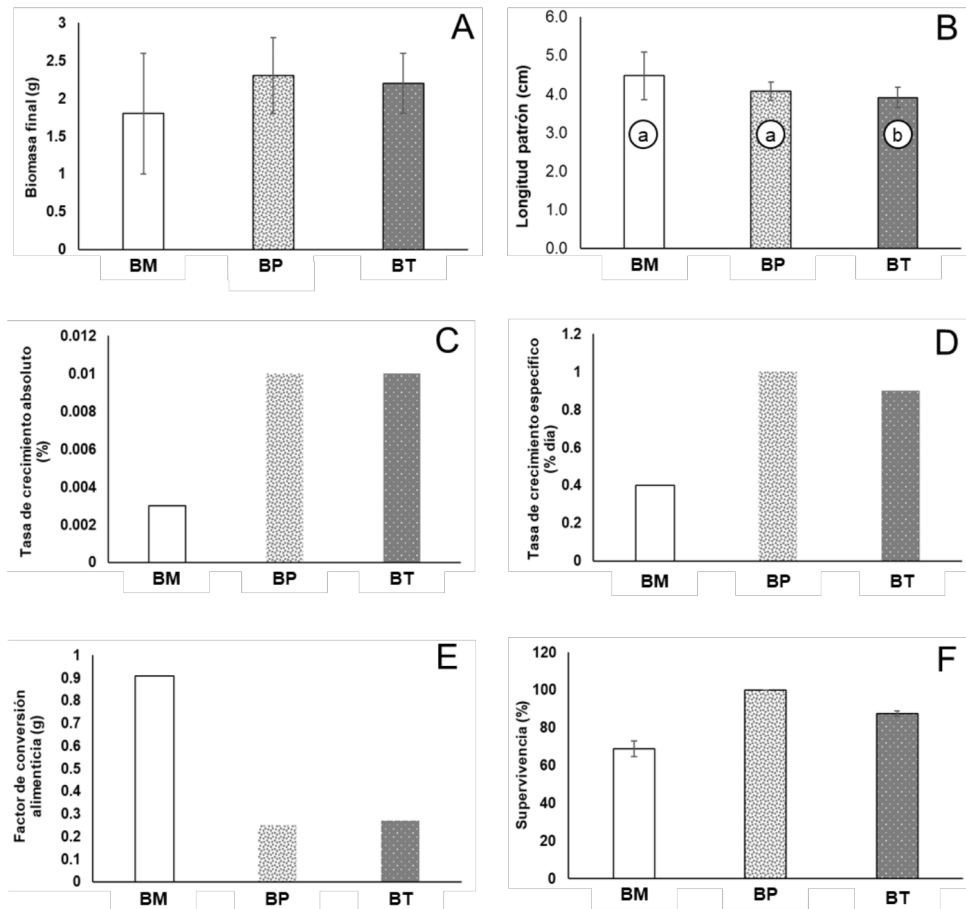 A
Biomasa final (g)
3
2.5
2
1.5
1
0.5
0
BM BP BT
B
Longitud patrón (cm)
6.0
5.0
4.0
3.0
2.0
1.0
0.0
a a b
BM BP BT
C
Tasa de crecimiento absoluto
(%)
0.012
0.01
0.008
0.006
0.004
0.002
0
BM BP BT
D
Tasa de crecimiento específico
(% día)
1.2
1
0.8
0.6
0.4
0.2
0
BM BP BT
E
Factor de conversión
alimenticia (g)
1
0.9
0.8
0.7
0.6
0.5
0.4
0.3
0.2
0.1
0
BM BP BT
F
Supervivencia (%)
120
100
80
60
40
20
0
BM BP BT